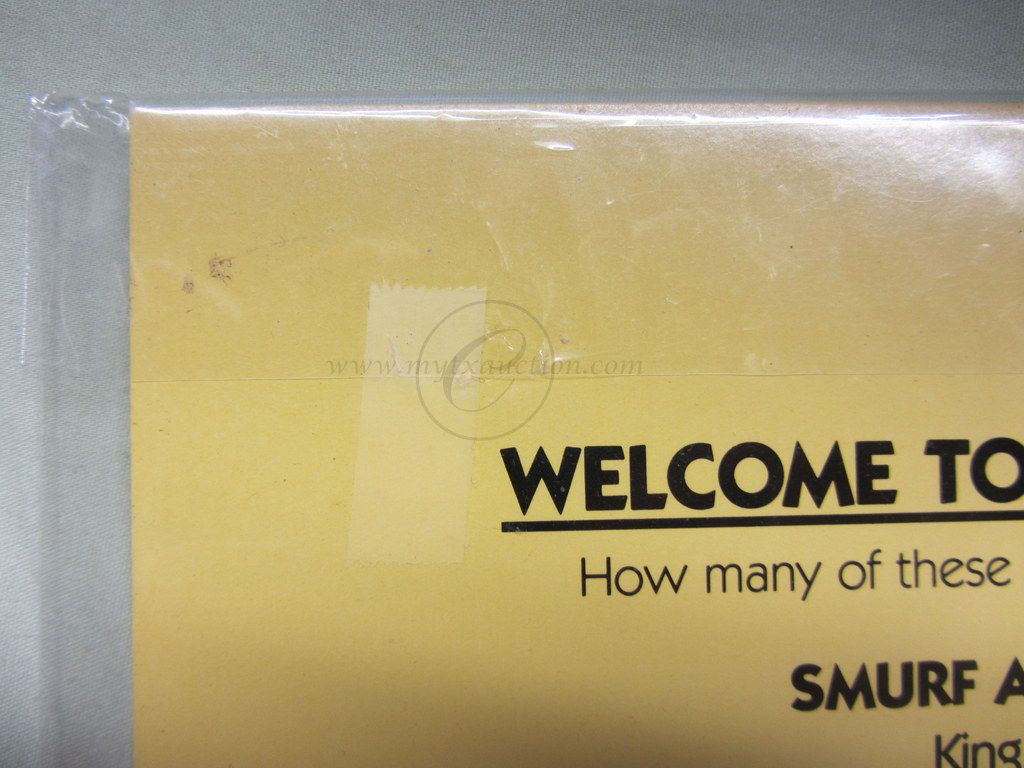 www.mytxauction.com
WELCOME TO
How many of these
SMURF A
King